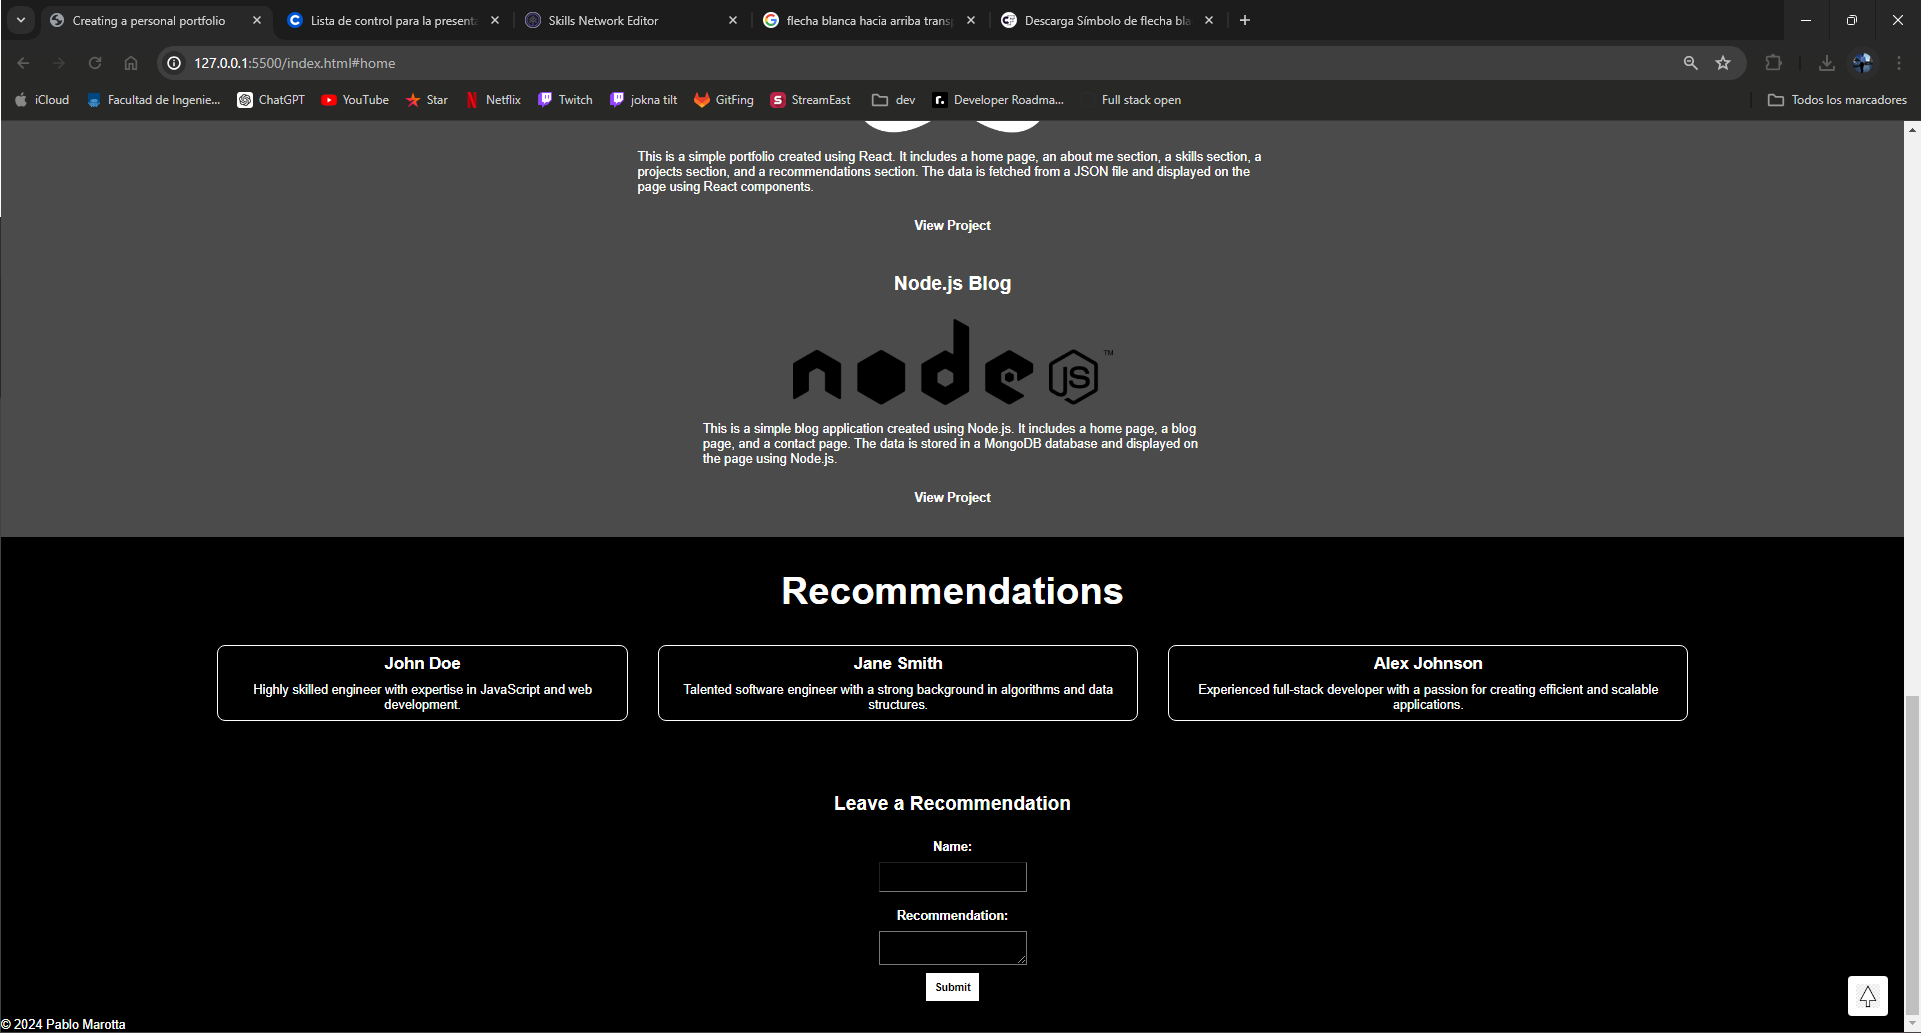 Creating a personal portfolio
Lista de control para la presenta
Skills Network Editor
flecha blanca hacia arriba transp
Descarga Símbolo de flecha bla
127.0.0.1:5500/index.html#home
iCloud
Facultad de Ingenie...
ChatGPT
YouTube
Star
Netflix
Twitch
jokna tilt
GitFing
StreamEast
dev
Developer Roadma...
Full stack open
Todos los marcadores
This is a simple portfolio created using React. It includes a home page, an about me section, a skills section, a
projects section, and a recommendations section. The data is fetched from a JSON file and displayed on the
page using React components.
View Project
Node.js Blog
node JS TM
This is a simple blog application created using Node.js. It includes a home page, a blog
page, and a contact page. The data is stored in a MongoDB database and displayed on
the page using Node.js.
View Project
Recommendations
John Doe
Highly skilled engineer with expertise in JavaScript and web
development.
Jane Smith
Talented software engineer with a strong background in algorithms and data
structures.
Alex Johnson
Experienced full-stack developer with a passion for creating efficient and scalable
applications.
Leave a Recommendation
Name:
Recommendation:
Submit
© 2024 Pablo Marotta